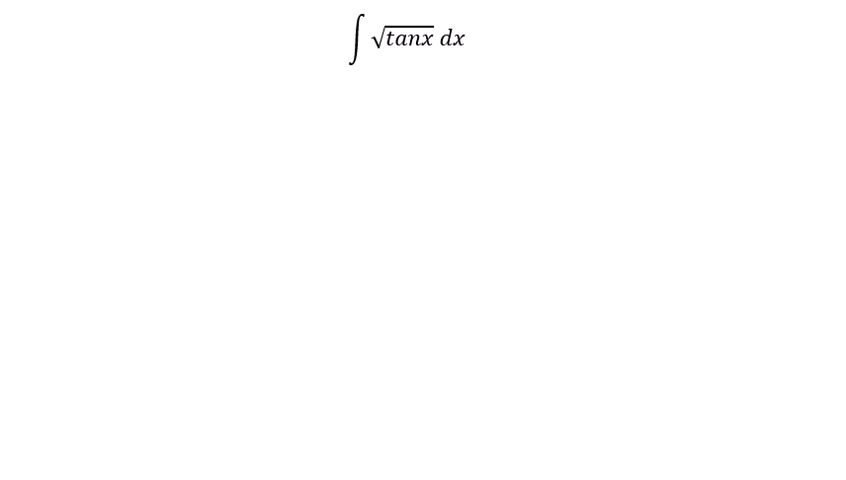 ∫ √tanx dx